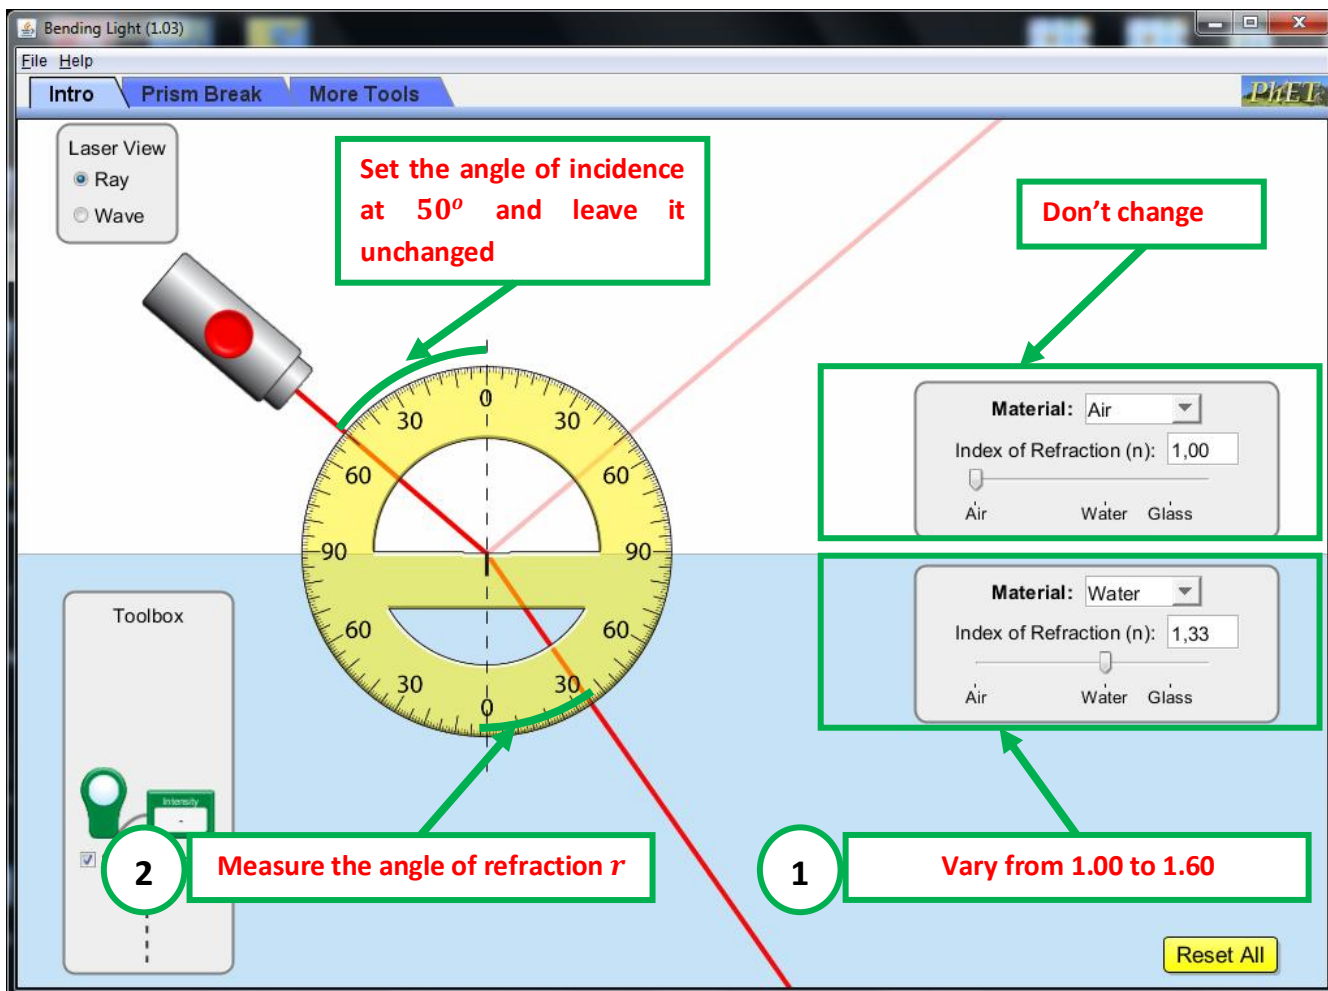 Bending Light (1.03)
File Help
Intro Prism Break More Tools
PhET
Laser View
Ray
Wave
Set the angle of incidence
at 50° and leave it
unchanged
Don't change
0
30 30
60 60
90 90
60 60
30 30
0
Material: Air
Index of Refraction (n): 1,00
Air Water Glass
Material: Water
Index of Refraction (n): 1,33
Air Water Glass
Toolbox
Intensity
-
2 Measure the angle of refraction r
1 Vary from 1.00 to 1.60
Reset All